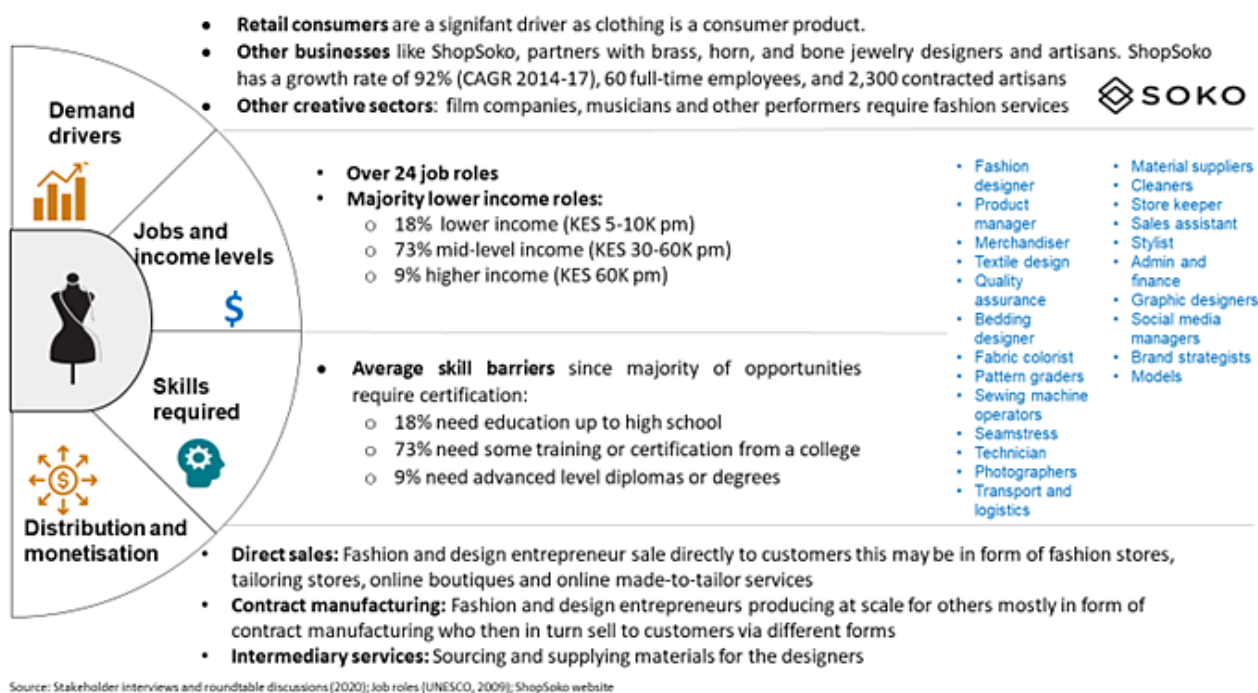 ● Retail consumers are a signifant driver as clothing is a consumer product.
● Other businesses like ShopSoko, partners with brass, horn, and bone jewelry designers and artisans. ShopSoko
has a growth rate of 92% (CAGR 2014-17), 60 full-time employees, and 2,300 contracted artisans
● Other creative sectors: film companies, musicians and other performers require fashion services
SOKO
Demand
drivers
Jobs and
income levels
$
• Over 24 job roles
• Majority lower income roles:
o 18% lower income (KES 5-10K pm)
o 73% mid-level income (KES 30-60K pm)
o 9% higher income (KES 60K pm)
• Fashion
designer
• Product
manager
• Merchandiser
• Textile design
• Quality
assurance
• Bedding
designer
• Fabric colorist
• Pattern graders
• Sewing machine
operators
• Seamstress
• Technician
• Photographers
• Transport and
logistics
• Material suppliers
• Cleaners
• Store keeper
• Sales assistant
• Stylist
• Admin and
finance
• Graphic designers
• Social media
managers
• Brand strategists
• Models
Skills
required
● Average skill barriers since majority of opportunities
require certification:
o 18% need education up to high school
o 73% need some training or certification from a college
o 9% need advanced level diplomas or degrees
$
Distribution and
monetisation
• Direct sales: Fashion and design entrepreneur sale directly to customers this may be in form of fashion stores,
tailoring stores, online boutiques and online made-to-tailor services
• Contract manufacturing: Fashion and design entrepreneurs producing at scale for others mostly in form of
contract manufacturing who then in turn sell to customers via different forms
• Intermediary services: Sourcing and supplying materials for the designers
Source: Stakeholder interviews and roundtable discussions (2020); Job roles (UNESCO, 2009); ShopSoko website